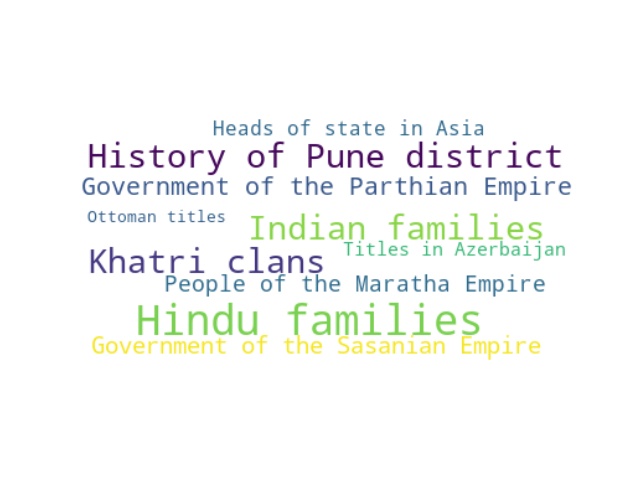 Heads of state in Asia
History of Pune district
Government of the Parthian Empire
Ottoman titles
Indian families
Titles in Azerbaijan
Khatri clans
People of the Maratha Empire
Hindu families
Government of the Sasanian Empire